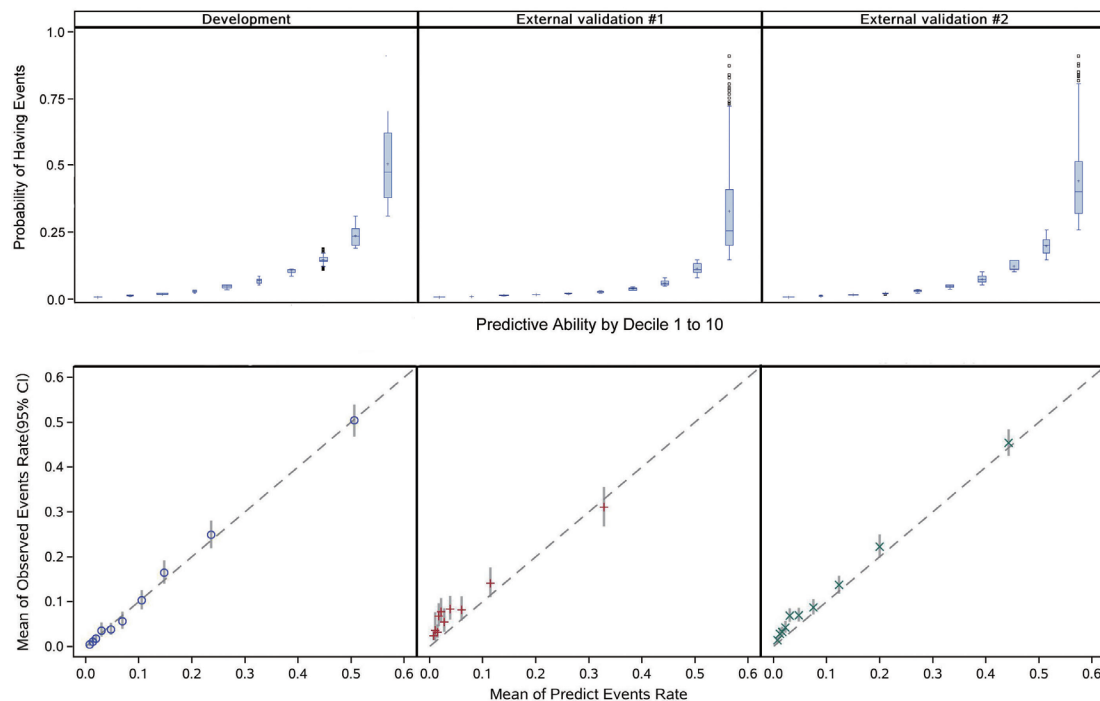 Development External validation #1 External validation #2
Probability of Having Events
1.0
0.75
0.5
0.25
0.0
Predictive Ability by Decile 1 to 10
Mean of Observed Events Rate(95% CI)
0.6
0.5
0.4
0.3
0.2
0.1
0.0
0.0 0.1 0.2 0.3 0.4 0.5 0.6 0.0 0.1 0.2 0.3 0.4 0.5 0.6 0.0 0.1 0.2 0.3 0.4 0.5 0.6
Mean of Predict Events Rate